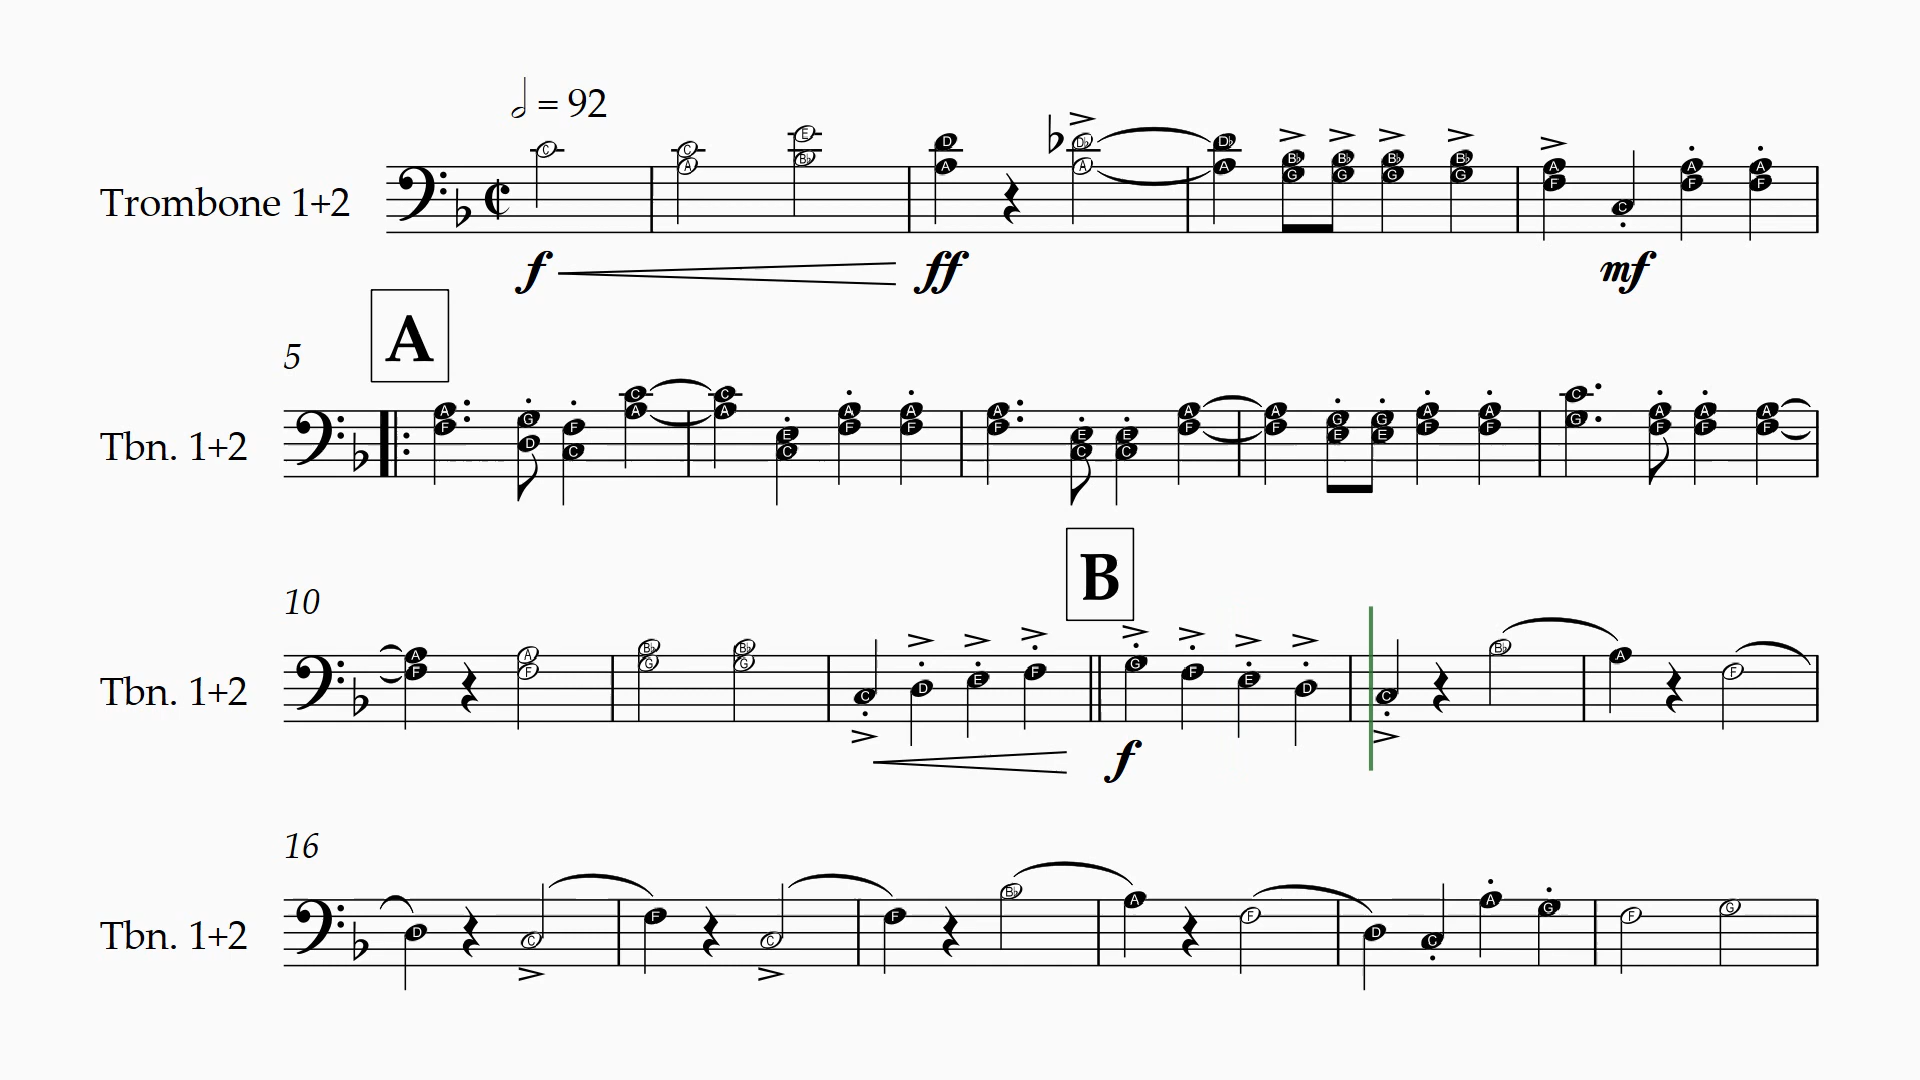 = 92
C C A E B♭ D A D♭ A D♭ A B♭ G B♭ G B♭ G B♭ G A F C A F A F
Trombone 1+2
f ff mf
A
5
A F G D F C C A C A E C A F A F A F E C E C A F A F G E G E A F A F C G A F A F A F
Tbn. 1+2
B
10
A F A F B♭ G B♭ G C D E F G F E D C B♭ A F
Tbn. 1+2
f
16
D C F C F B♭ A F D C A G F G
Tbn. 1+2